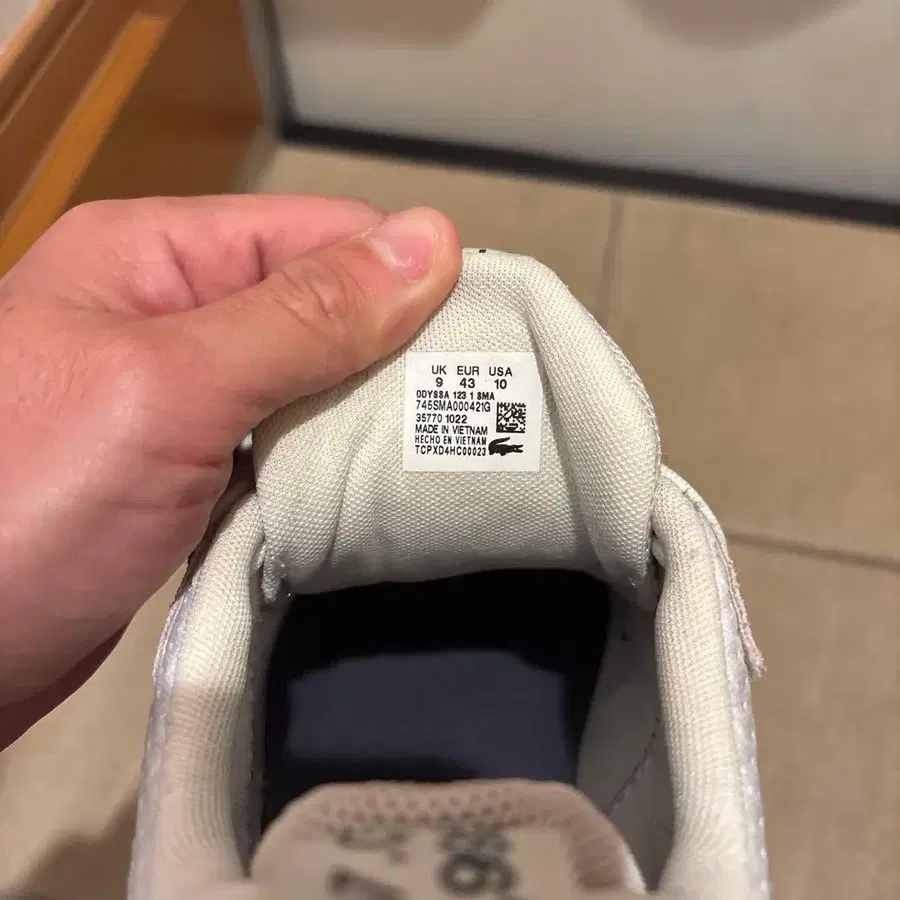 UK EUR USA
9 43 10
ODYSSA 123 1 SMA
745SMA000421G
35770 1022
MADE IN VIETNAM
HECHO EN VIETNAM
TCPXD4HC00023